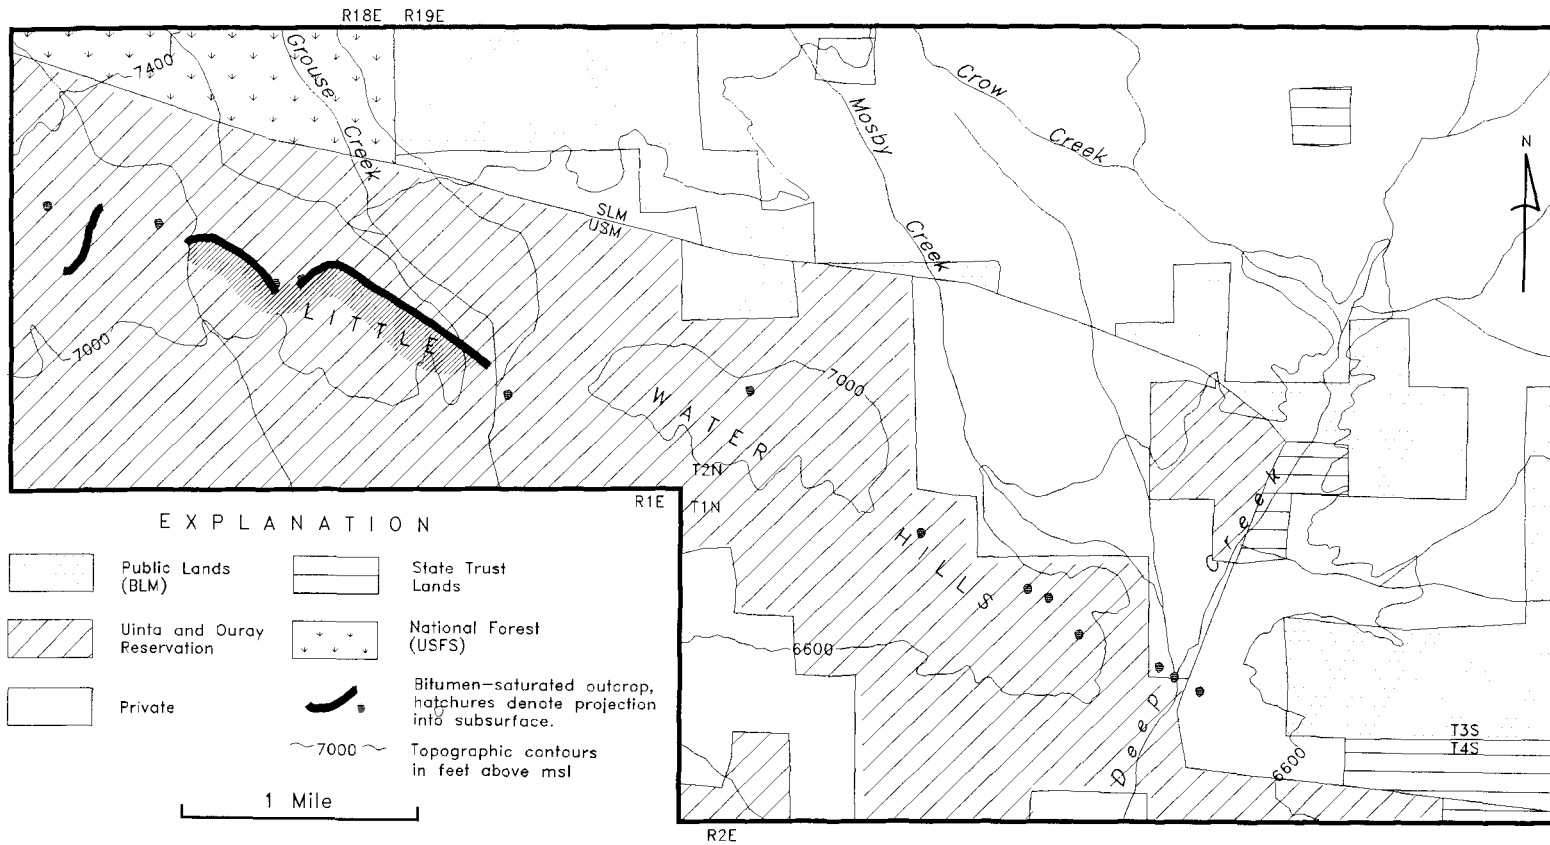 R18E R19E
7400
Grouse
Creek
Mosby
Creek
Crow
Creek
N
SLM
USM
7000
LITTLE
7000
WATER
T2N
R1E
T1N
HILLS
Creek
Deep
6600
6600
T3S
T4S
R2E
EXPLANATION
Public Lands
(BLM)
State Trust
Lands
Uinta and Ouray
Reservation
National Forest
(USFS)
Private
Bitumen-saturated outcrop,
hatchures denote projection
into subsurface.
7000
Topographic contours
in feet above msl
1 Mile